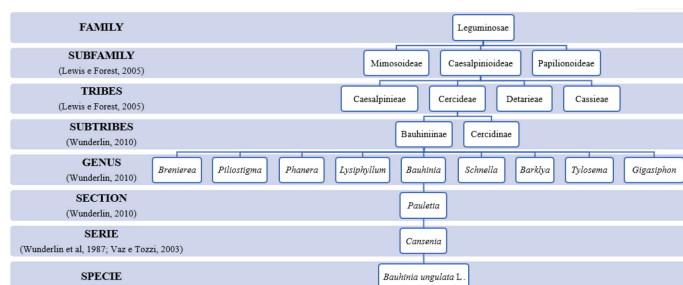 FAMILY
Leguminosae
SUBFAMILY
(Lewis e Forest, 2005)
Mimosoideae Caesalpinioideae Papilionoideae
TRIBES
(Lewis e Forest, 2005)
Caesalpinieae Cercideae Detarieae Cassieae
SUBTRIBES
(Wunderlin, 2010)
Bauhiniinae Cercidinae
GENUS
(Wunderlin, 2010)
Brenierea Piliostigma Phanera Lysiphyllum Bauhinia Schnella Barklya Tylosema Gigasiphon
SECTION
(Wunderlin, 2010)
Pauletia
SERIE
(Wunderlin et al, 1987; Vaz e Tozzi, 2003)
Cansenia
SPECIE
Bauhinia ungulata L.